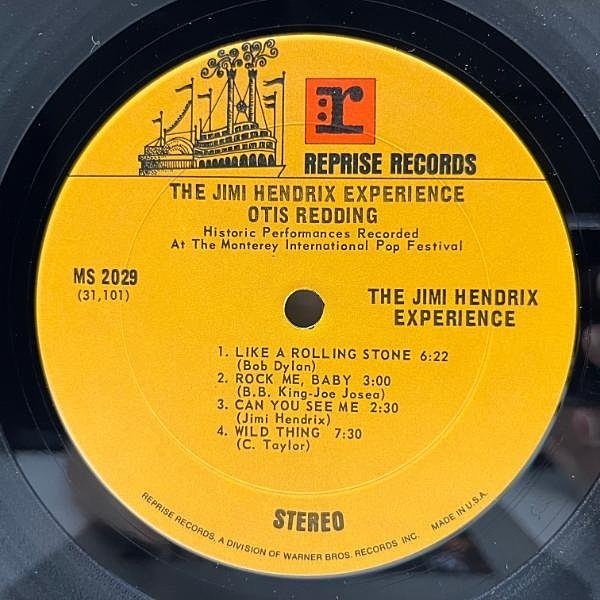 r
REPRISE RECORDS
THE JIMI HENDRIX EXPERIENCE
OTIS REDDING
Historic Performances Recorded
At The Monterey International Pop Festival
MS 2029
(31,101)
THE JIMI HENDRIX
EXPERIENCE
1. LIKE A ROLLING STONE 6:22
(Bob Dylan)
2. ROCK ME, BABY 3:00
(B.B. King-Joe Josea)
3. CAN YOU SEE ME 2:30
(Jimi Hendrix)
4. WILD THING 7:30
(C. Taylor)
STEREO
REPRISE RECORDS, A DIVISION OF WARNER BROS. RECORDS INC. MADE IN U.S.A.